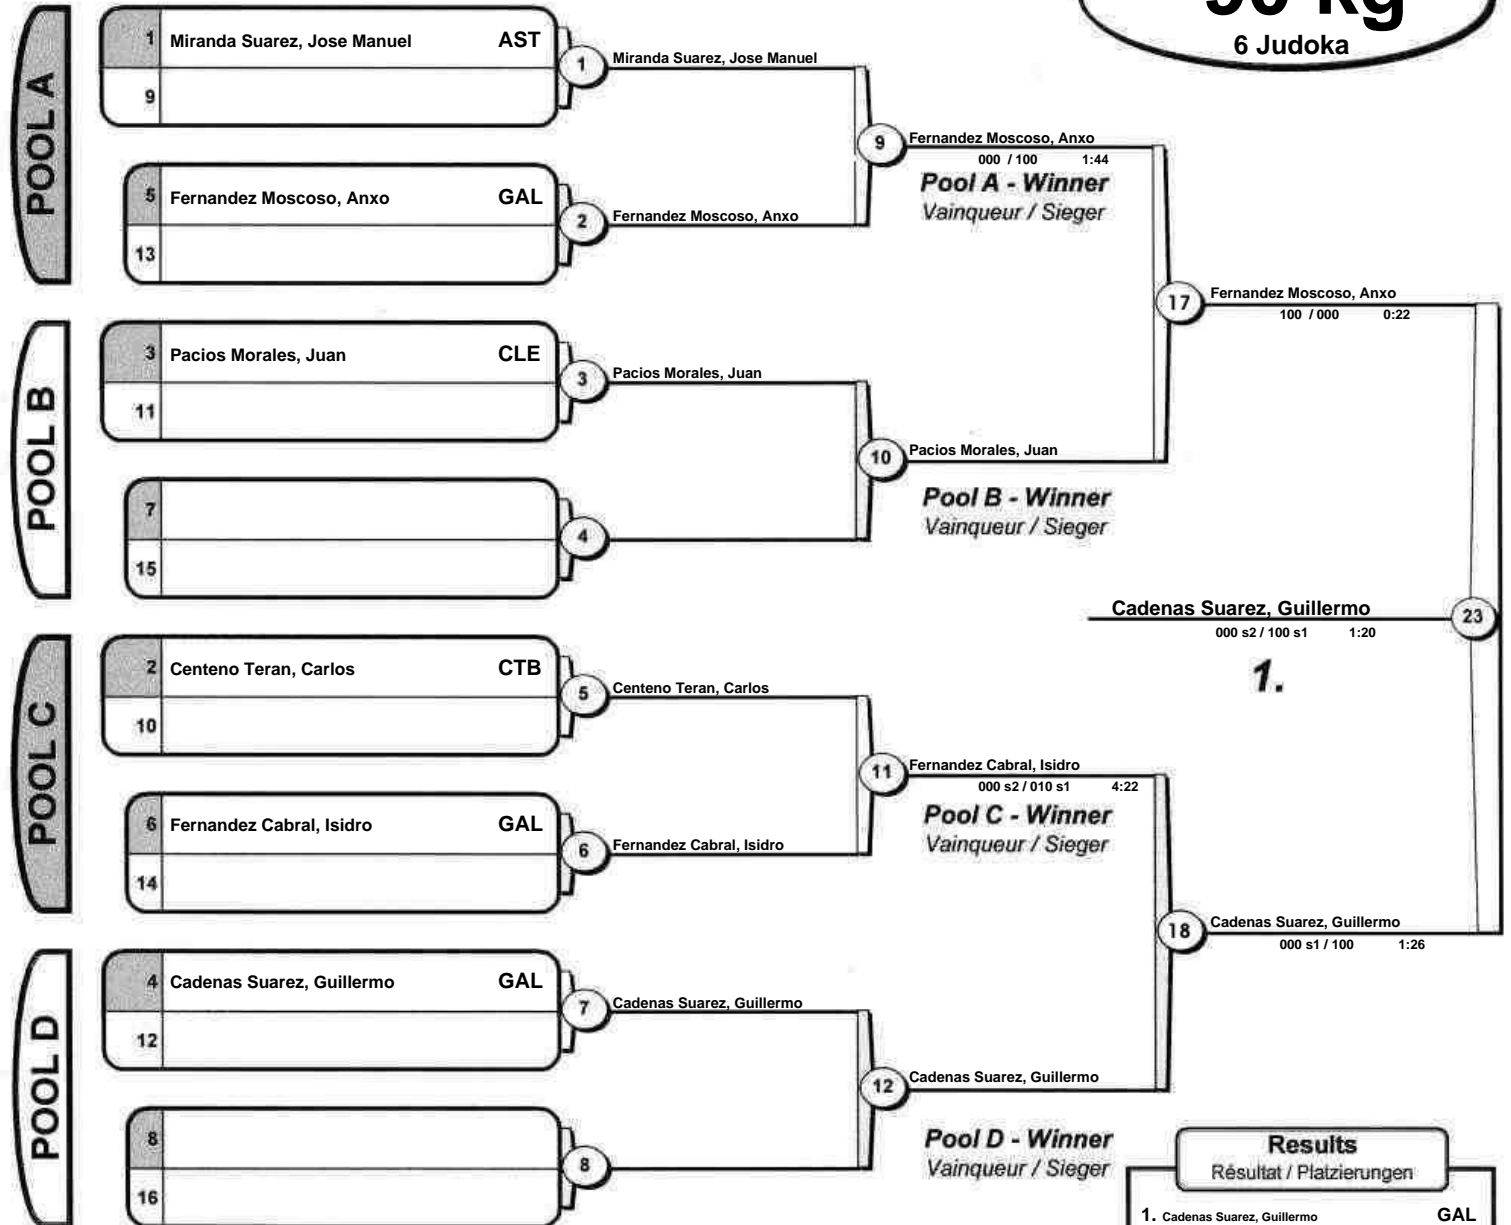 90 kg
6 Judoka
POOL A
1 Miranda Suarez, Jose Manuel AST
9
1
Miranda Suarez, Jose Manuel
5 Fernandez Moscoso, Anxo GAL
13
2
Fernandez Moscoso, Anxo
9
Fernandez Moscoso, Anxo
000 / 100 1:44
Pool A - Winner
Vainqueur / Sieger
17
Fernandez Moscoso, Anxo
100 / 000 0:22
POOL B
3 Pacios Morales, Juan CLE
11
3
Pacios Morales, Juan
7
15
4
10
Pacios Morales, Juan
Pool B - Winner
Vainqueur / Sieger
Cadenas Suarez, Guillermo
000 s2 / 100 s1 1:20
23
1.
POOL C
2 Centeno Teran, Carlos CTB
10
5
Centeno Teran, Carlos
6 Fernandez Cabral, Isidro GAL
14
6
Fernandez Cabral, Isidro
11
Fernandez Cabral, Isidro
000 s2 / 010 s1 4:22
Pool C - Winner
Vainqueur / Sieger
18
Cadenas Suarez, Guillermo
000 s1 / 100 1:26
POOL D
4 Cadenas Suarez, Guillermo GAL
12
7
Cadenas Suarez, Guillermo
8
16
8
12
Cadenas Suarez, Guillermo
Pool D - Winner
Vainqueur / Sieger
Results
Résultat / Platzierungen
1. Cadenas Suarez, Guillermo GAL